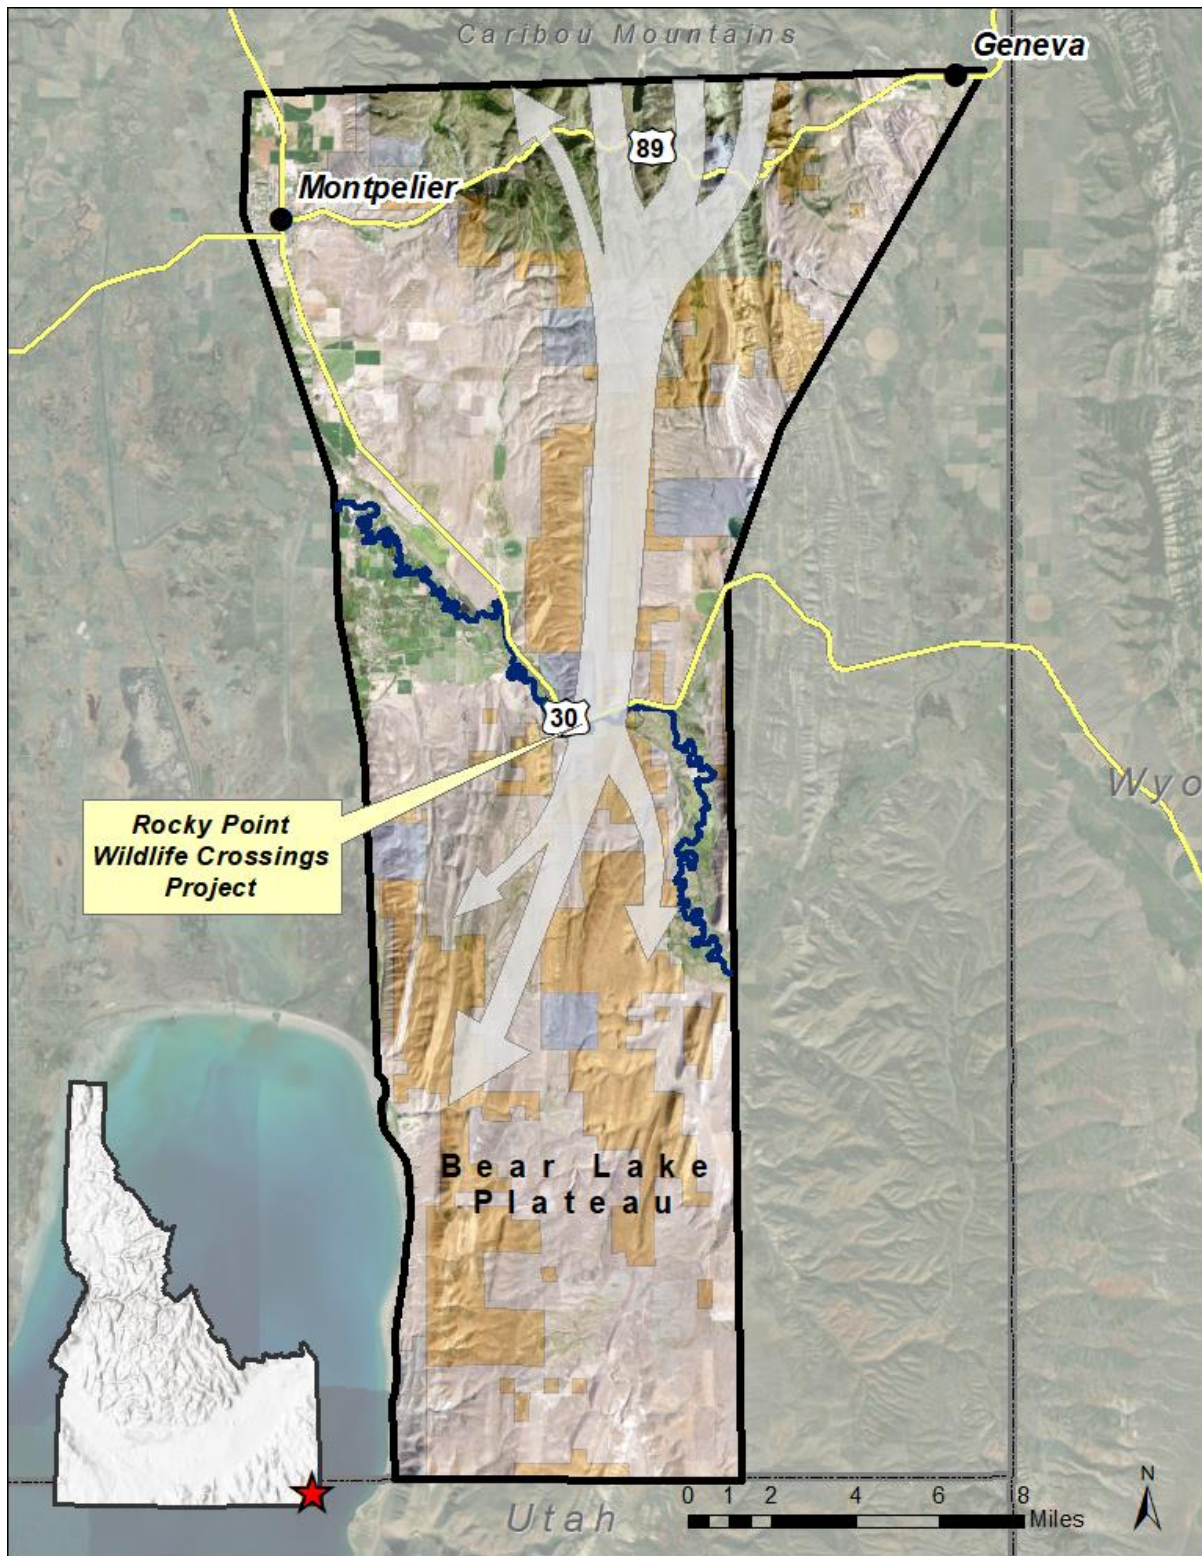 Caribou Mountains
Geneva
89
Montpelier
30
Wyo
Rocky Point
Wildlife Crossings
Project
Bear Lake
Plateau
Utah
0 1 2 4 6 8
Miles
N